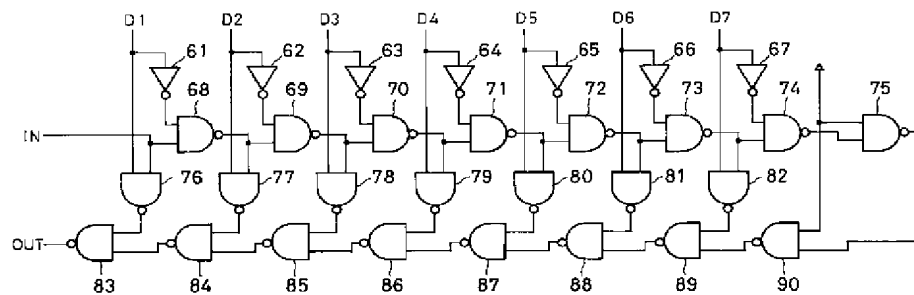 D1 D2 D3 D4 D5 D6 D7
61 62 63 64 65 66 67
68 69 70 71 72 73 74 75
IN
76 77 78 79 80 81 82
OUT
83 84 85 86 87 88 89 90